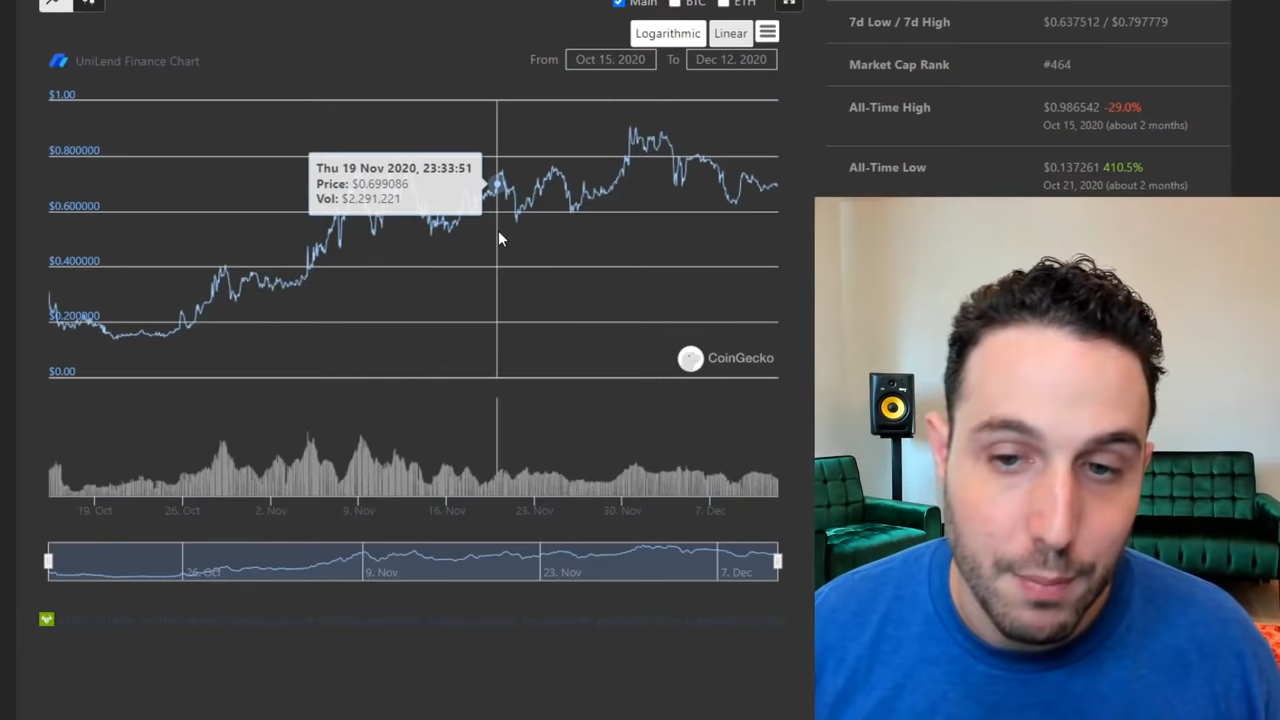 Main
BTC
ETH
Logarithmic
Linear
UniLend Finance Chart
From Oct 15, 2020 To Dec 12, 2020
$1.00
$0.800000
$0.600000
$0.400000
$0.200000
$0.00
Thu 19 Nov 2020, 23:33:51
Price: $0.699086
Vol: $2,291,221
CoinGecko
19. Oct
26. Oct
2. Nov
9. Nov
16. Nov
23. Nov
30. Nov
7. Dec
26. Oct
9. Nov
23. Nov
7. Dec
7d Low / 7d High
$0.637512 / $0.797779
Market Cap Rank
#464
All-Time High
$0.986542 -29.0%
Oct 15, 2020 (about 2 months)
All-Time Low
$0.137261 410.5%
Oct 21, 2020 (about 2 months)